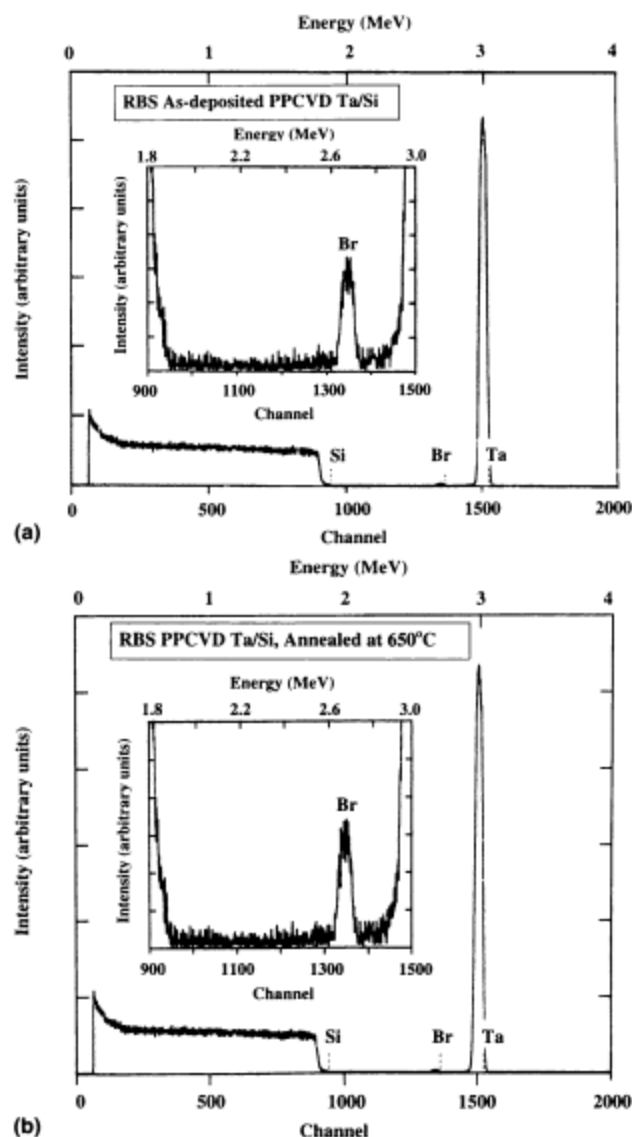 Energy (MeV)
0 1 2 3 4
RBS As-deposited PPCVD Ta/Si
Energy (MeV)
1.8 2.2 2.6 3.0
Intensity (arbitrary units)
Intensity (arbitrary units)
Br
900 1100 1300 1500
Channel
Si Br Ta
0 500 1000 1500 2000
(a)
Channel
Energy (MeV)
0 1 2 3 4
RBS PPCVD Ta/Si, Annealed at 650°C
Energy (MeV)
1.8 2.2 2.6 3.0
Intensity (arbitrary units)
Intensity (arbitrary units)
Br
900 1100 1300 1500
Channel
Si Br Ta
0 500 1000 1500 2000
(b)
Channel